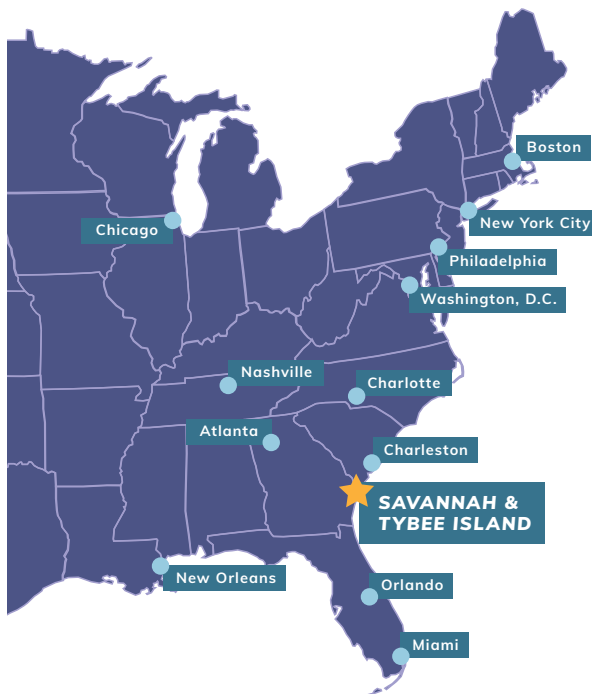 Boston
Chicago
New York City
Philadelphia
Washington, D.C.
Nashville
Charlotte
Atlanta
Charleston
SAVANNAH &
TYBEE ISLAND
New Orleans
Orlando
Miami